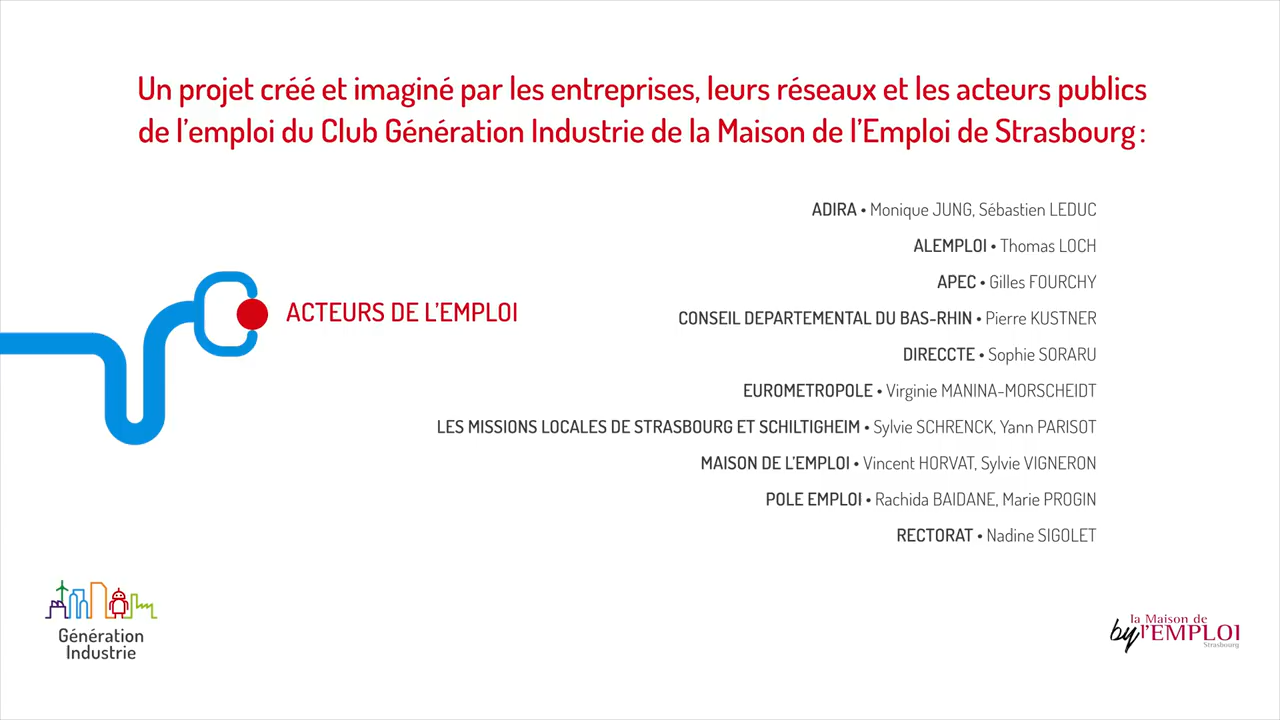 Un projet créé et imaginé par les entreprises, leurs réseaux et les acteurs publics
de l'emploi du Club Génération Industrie de la Maison de l'Emploi de Strasbourg :
ACTEURS DE L'EMPLOI
ADIRA • Monique JUNG, Sébastien LEDUC
ALEMPLOI • Thomas LOCH
APEC • Gilles FOURCHY
CONSEIL DEPARTEMENTAL DU BAS-RHIN • Pierre KUSTNER
DIRECCTE • Sophie SORARU
EUROMETROPOLE • Virginie MANINA-MORSCHEIDT
LES MISSIONS LOCALES DE STRASBOURG ET SCHILTIGHEIM • Sylvie SCHRENCK, Yann PARISOT
MAISON DE L'EMPLOI • Vincent HORVAT, Sylvie VIGNERON
POLE EMPLOI • Rachida BAIDANE, Marie PROGIN
RECTORAT • Nadine SIGOLET
Génération
Industrie
la Maison de
by l'EMPLOI
Strasbourg